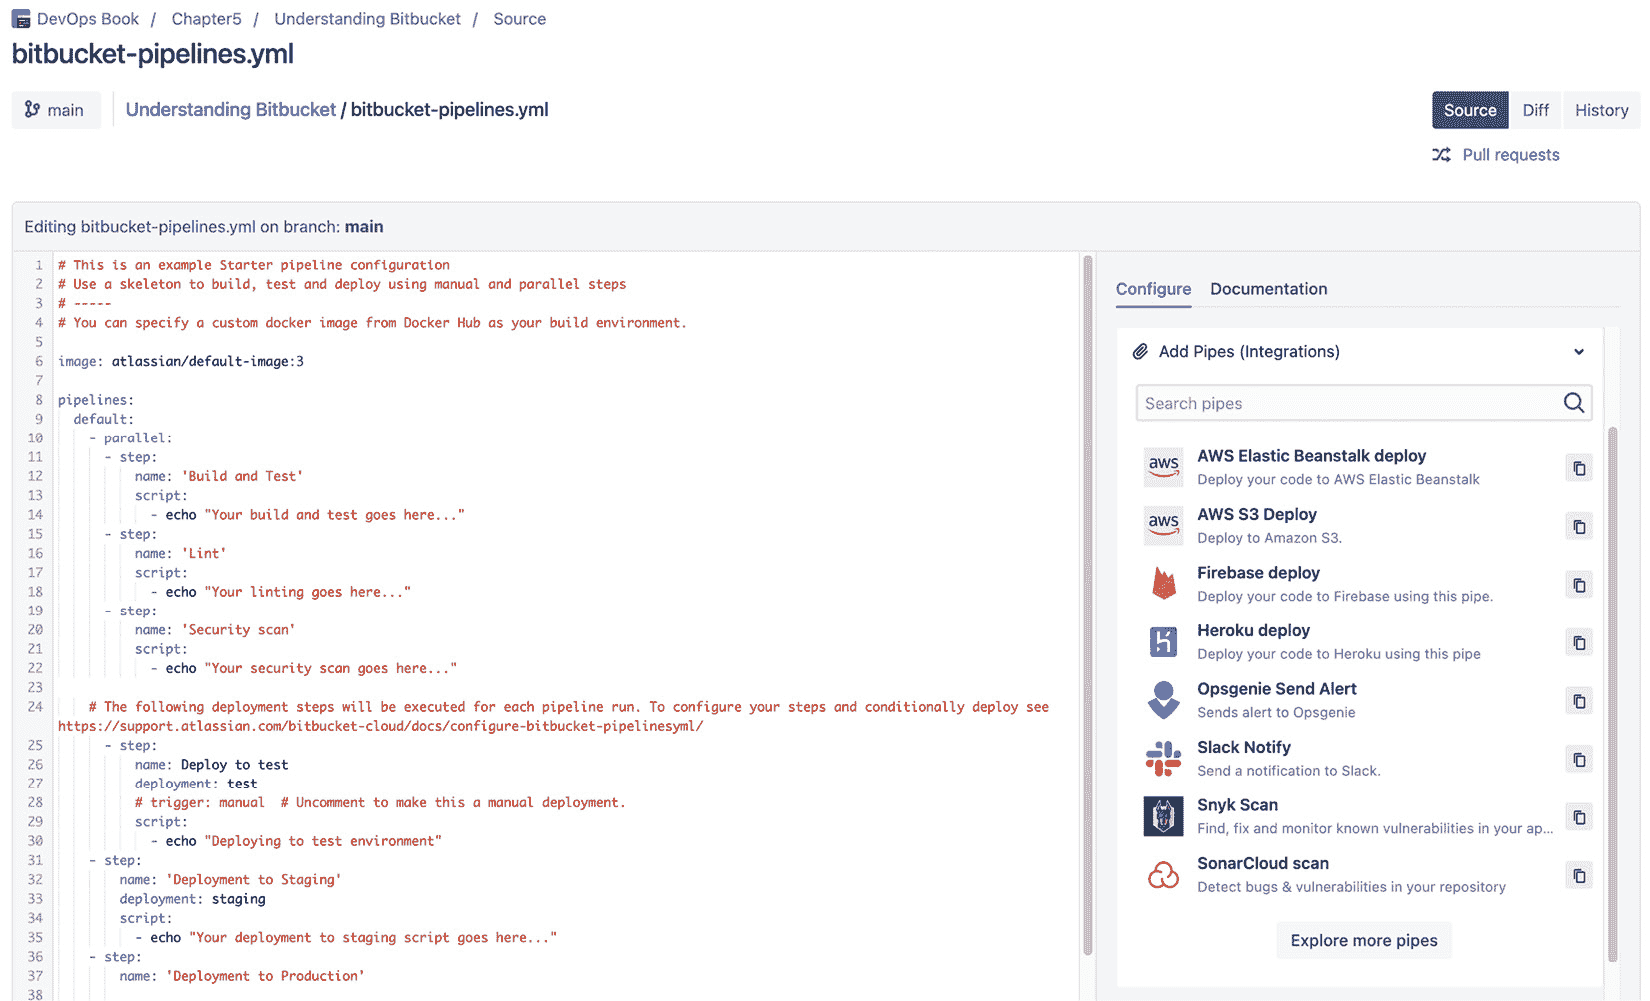 DevOps Book / Chapter5 / Understanding Bitbucket / Source
bitbucket-pipelines.yml
main
Understanding Bitbucket / bitbucket-pipelines.yml
Source Diff History
Pull requests
Editing bitbucket-pipelines.yml on branch: main
1 # This is an example Starter pipeline configuration
2 # Use a skeleton to build, test and deploy using manual and parallel steps
3 # -----
4 # You can specify a custom docker image from Docker Hub as your build environment.
5
6 image: atlassian/default-image:3
7
8 pipelines:
9   default:
10     - parallel:
11       - step:
12           name: 'Build and Test'
13           script:
14             - echo "Your build and test goes here..."
15       - step:
16           name: 'Lint'
17           script:
18             - echo "Your linting goes here..."
19       - step:
20           name: 'Security scan'
21           script:
22             - echo "Your security scan goes here..."
23
24     # The following deployment steps will be executed for each pipeline run. To configure your steps and conditionally deploy see
https://support.atlassian.com/bitbucket-cloud/docs/configure-bitbucket-pipelinesyml/
25       - step:
26           name: Deploy to test
27           deployment: test
28           # trigger: manual  # Uncomment to make this a manual deployment.
29           script:
30             - echo "Deploying to test environment"
31     - step:
32         name: 'Deployment to Staging'
33         deployment: staging
34         script:
35           - echo "Your deployment to staging script goes here..."
36     - step:
37         name: 'Deployment to Production'
38
Configure Documentation
Add Pipes (Integrations)
Search pipes
aws
AWS Elastic Beanstalk deploy
Deploy your code to AWS Elastic Beanstalk
aws
AWS S3 Deploy
Deploy to Amazon S3.
Firebase deploy
Deploy your code to Firebase using this pipe.
Heroku deploy
Deploy your code to Heroku using this pipe
Opsgenie Send Alert
Sends alert to Opsgenie
Slack Notify
Send a notification to Slack.
Snyk Scan
Find, fix and monitor known vulnerabilities in your ap...
SonarCloud scan
Detect bugs & vulnerabilities in your repository
Explore more pipes